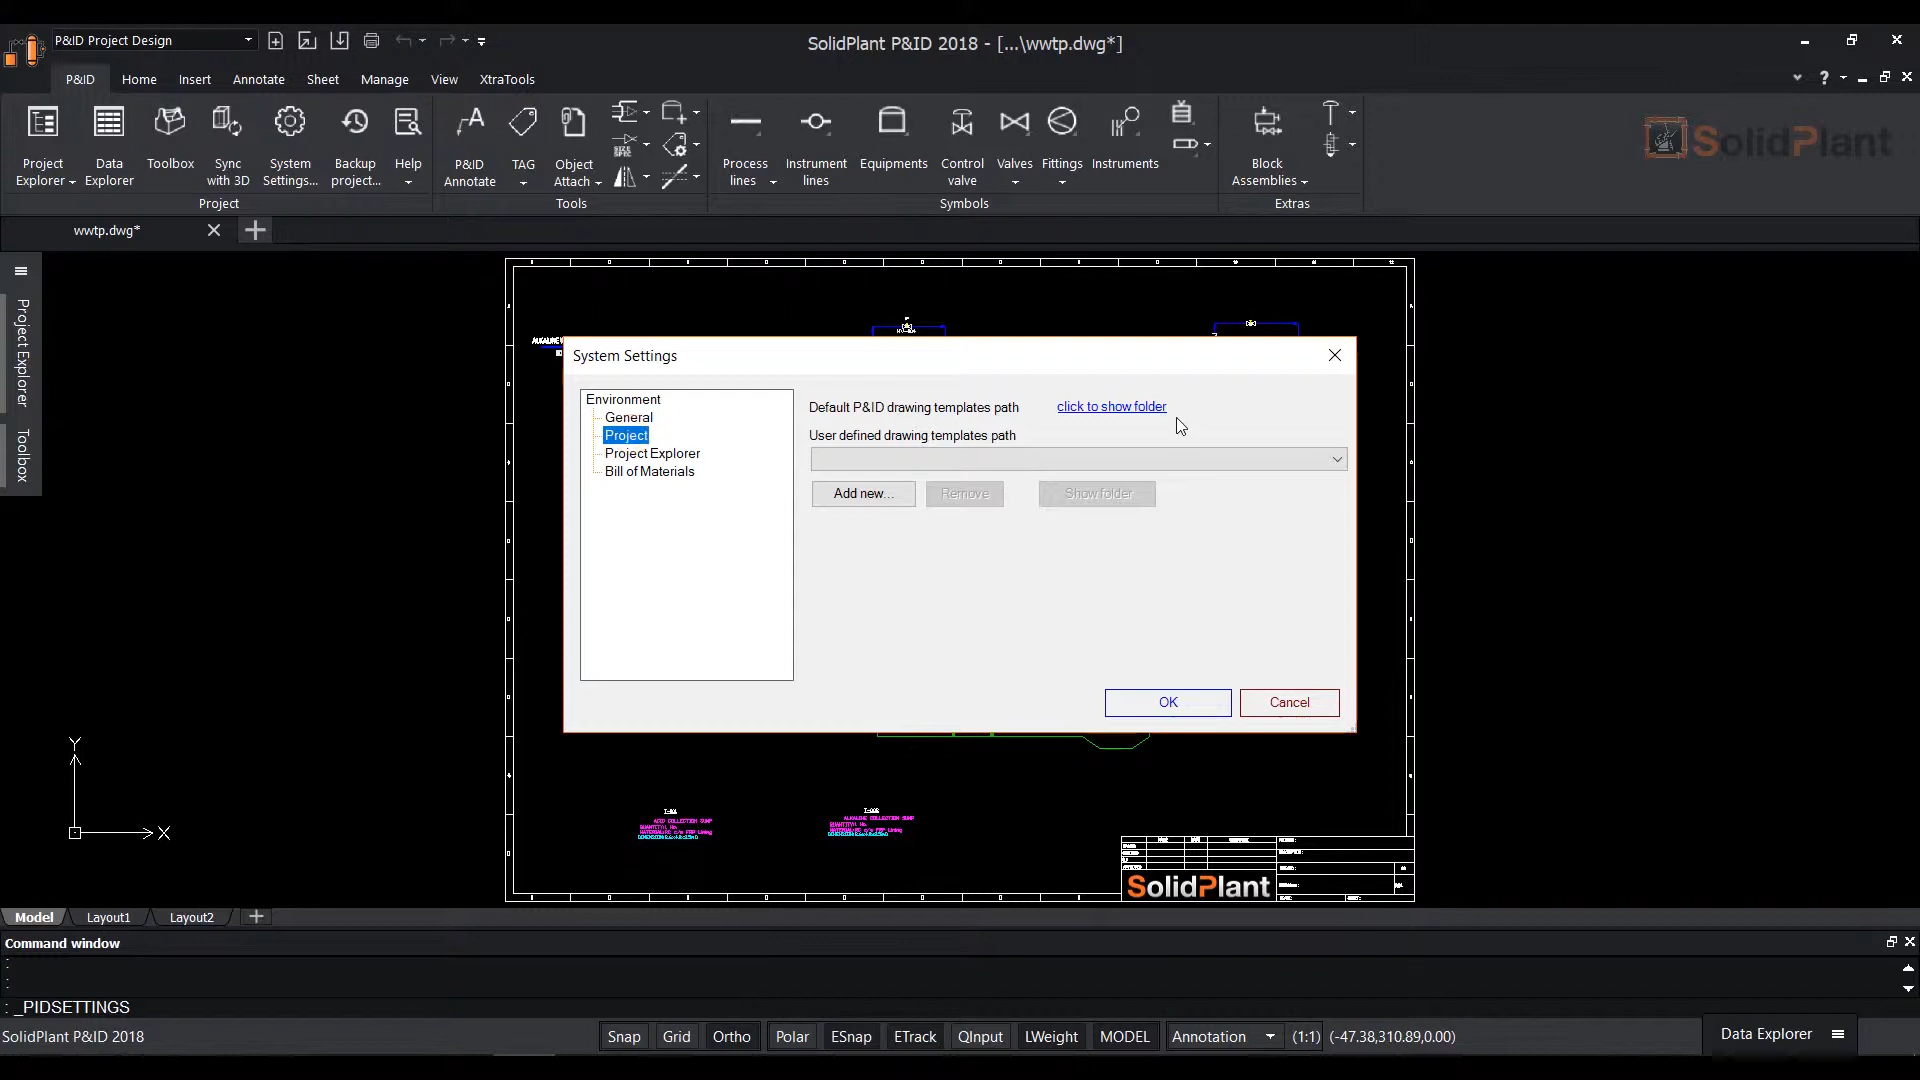 P&ID Project Design
SolidPlant P&ID 2018 - [...\wwtp.dwg*]
P&ID Home Insert Annotate Sheet Manage View XtraTools
Project Explorer
Data Explorer
Toolbox
Sync with 3D
System Settings...
Backup project...
Help
P&ID Annotate
TAG
Object Attach
Process lines
Instrument lines
Equipments
Control valve
Valves
Fittings
Instruments
Block Assemblies
SolidPlant
Project Tools Symbols Extras
wwtp.dwg*
Project Explorer
Toolbox
System Settings
Environment
General
Project
Project Explorer
Bill of Materials
Default P&ID drawing templates path click to show folder
User defined drawing templates path
Add new... Remove Show folder
OK Cancel
Y
X
ACID COLLECTION SUMP
ALKALINE COLLECTION SUMP
SolidPlant
Model Layout1 Layout2
Command window
:
:
: _PIDSETTINGS
SolidPlant P&ID 2018
Snap Grid Ortho Polar ESnap ETrack QInput LWeight MODEL Annotation (1:1) (-47.38,310.89,0.00)
Data Explorer